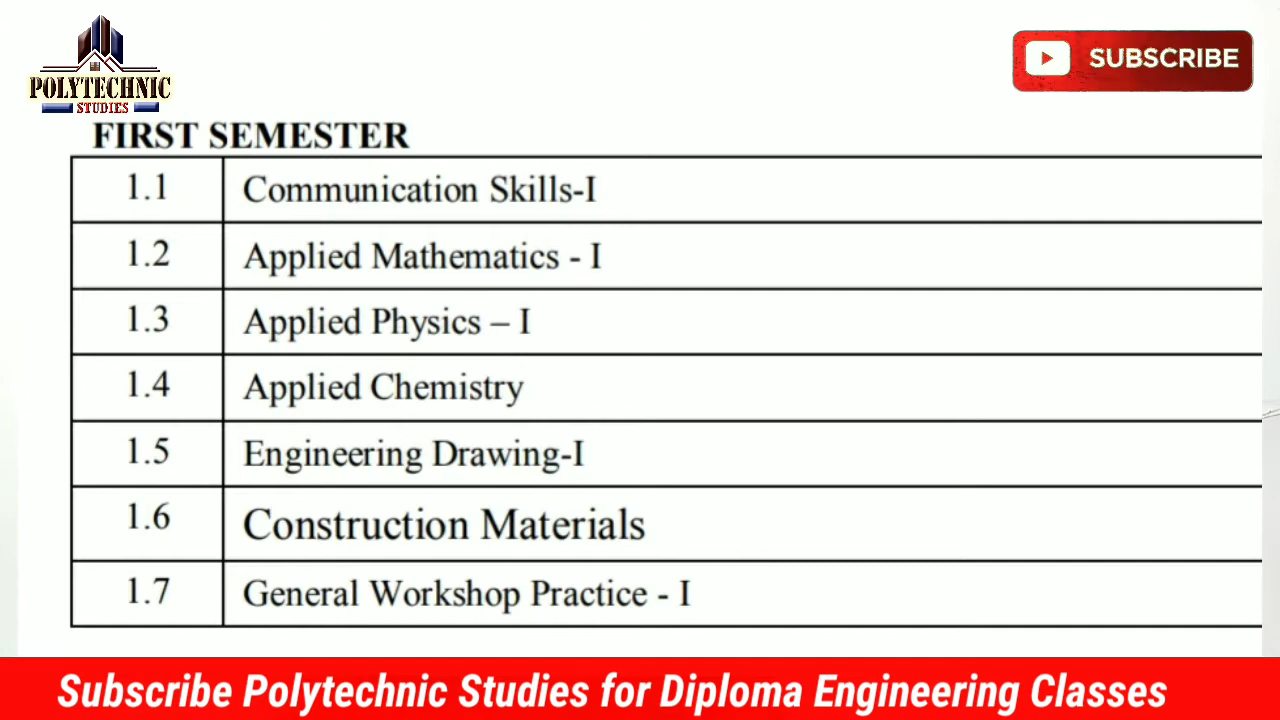 POLYTECHNIC
STUDIES
SUBSCRIBE
FIRST SEMESTER
1.1 Communication Skills-I
1.2 Applied Mathematics - I
1.3 Applied Physics – I
1.4 Applied Chemistry
1.5 Engineering Drawing-I
1.6 Construction Materials
1.7 General Workshop Practice - I
Subscribe Polytechnic Studies for Diploma Engineering Classes